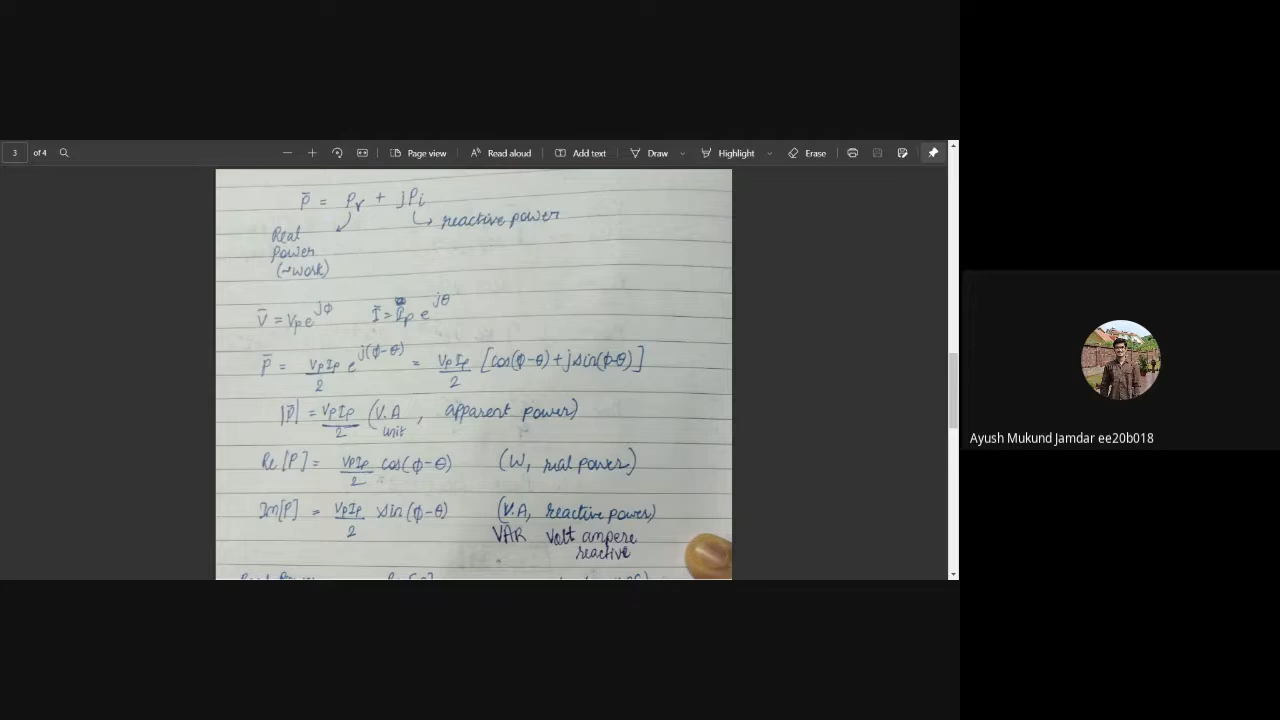 3 of 4 Page view Read aloud Add text Draw Highlight Erase
P̄ = Pr + jPi
Real Power (~work)
reactive power
V̄ = Vp e^{jφ} Ī = Ip e^{jθ}
P̄ = VpIp/2 e^{j(φ-θ)} = VpIp/2 [cos(φ-θ) + j sin(φ-θ)]
|P̄| = VpIp/2 (V.A unit, apparent power)
Re[P] = VpIp/2 cos(φ-θ) (W, real power)
Im[P] = VpIp/2 sin(φ-θ) (V.A, reactive power)
VAR Volt ampere reactive
Ayush Mukund Jamdar ee20b018